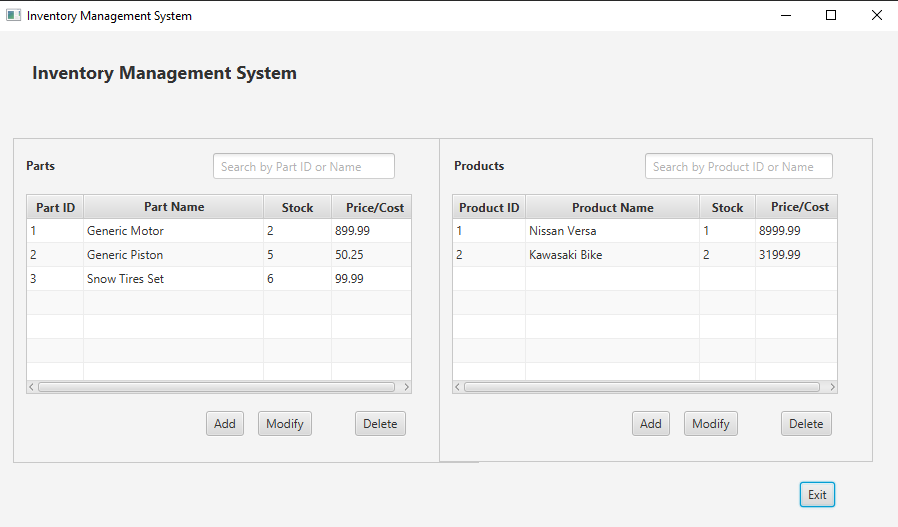 Inventory Management System
Inventory Management System
Parts
Search by Part ID or Name
Part ID Part Name Stock Price/Cost
1 Generic Motor 2 899.99
2 Generic Piston 5 50.25
3 Snow Tires Set 6 99.99
Add Modify Delete
Products
Search by Product ID or Name
Product ID Product Name Stock Price/Cost
1 Nissan Versa 1 8999.99
2 Kawasaki Bike 2 3199.99
Add Modify Delete
Exit